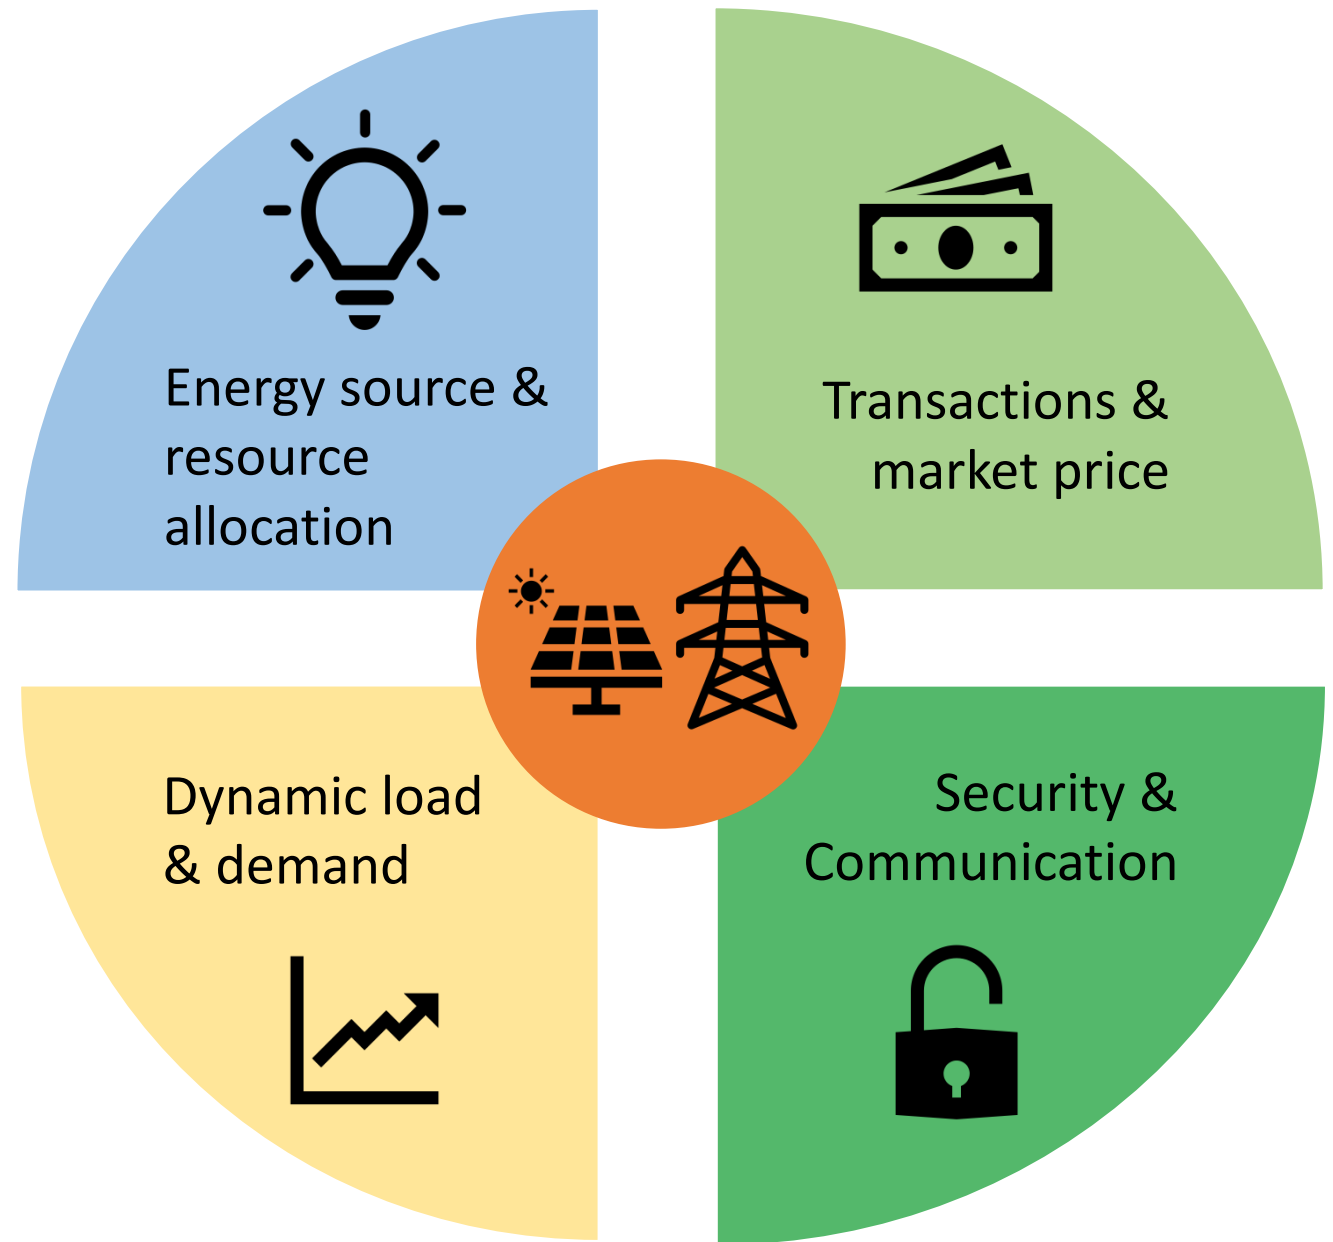 Energy source &
resource
allocation
Transactions &
market price
Dynamic load
& demand
Security &
Communication